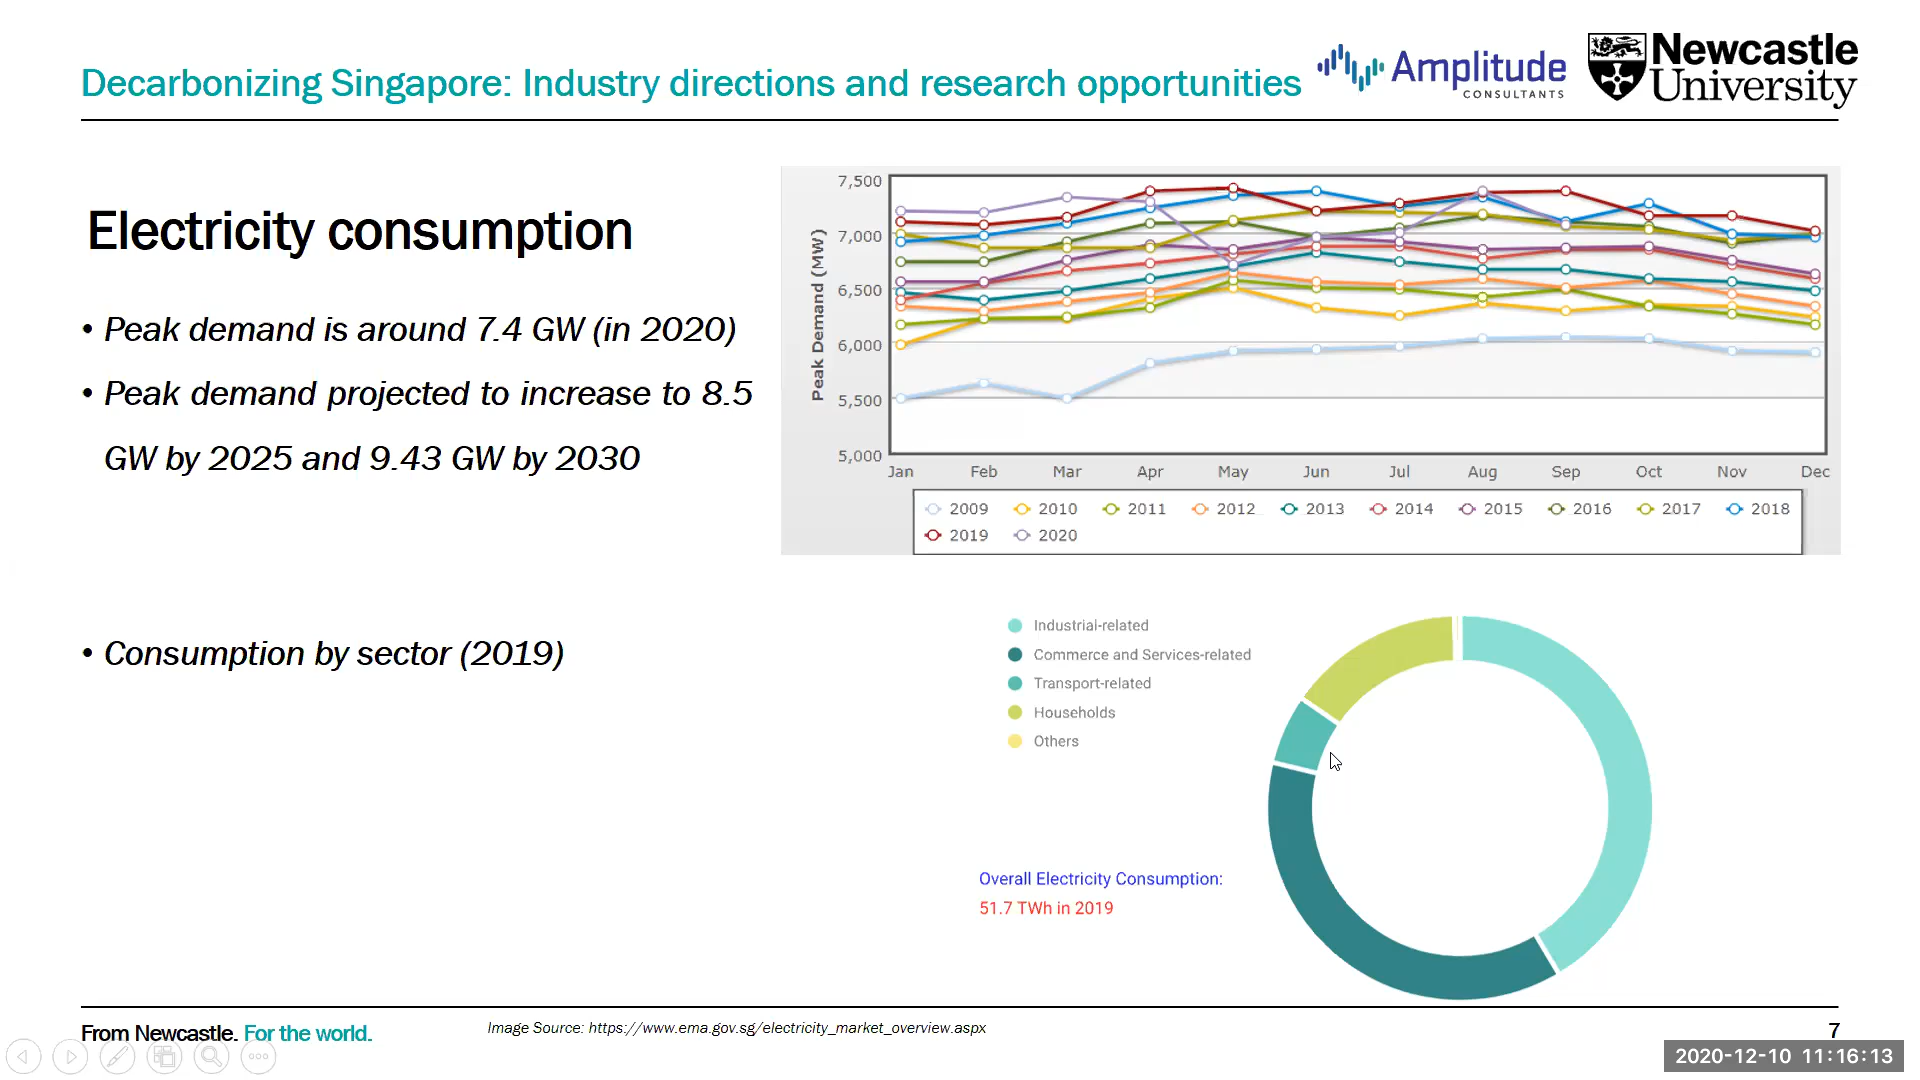 Decarbonizing Singapore: Industry directions and research opportunities
Amplitude
CONSULTANTS
Newcastle
University
Electricity consumption
• Peak demand is around 7.4 GW (in 2020)
• Peak demand projected to increase to 8.5
GW by 2025 and 9.43 GW by 2030
Peak Demand (MW)
7,500
7,000
6,500
6,000
5,500
5,000
Jan Feb Mar Apr May Jun Jul Aug Sep Oct Nov Dec
2009 2010 2011 2012 2013 2014 2015 2016 2017 2018
2019 2020
• Consumption by sector (2019)
Industrial-related
Commerce and Services-related
Transport-related
Households
Others
Overall Electricity Consumption:
51.7 TWh in 2019
From Newcastle. For the world.
Image Source: https://www.ema.gov.sg/electricity_market_overview.aspx
7
2020-12-10 11:16:13